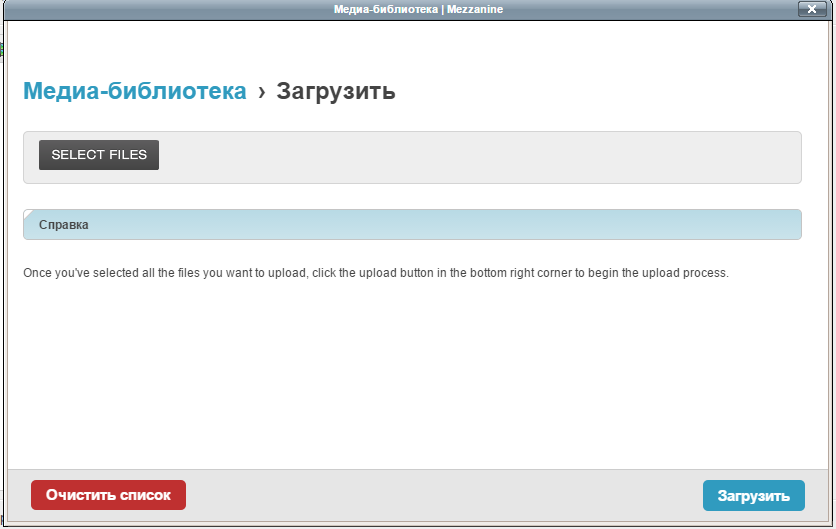 Медиа-библиотека | Mezzanine
Медиа-библиотека › Загрузить
SELECT FILES
Справка
Once you've selected all the files you want to upload, click the upload button in the bottom right corner to begin the upload process.
Очистить список
Загрузить